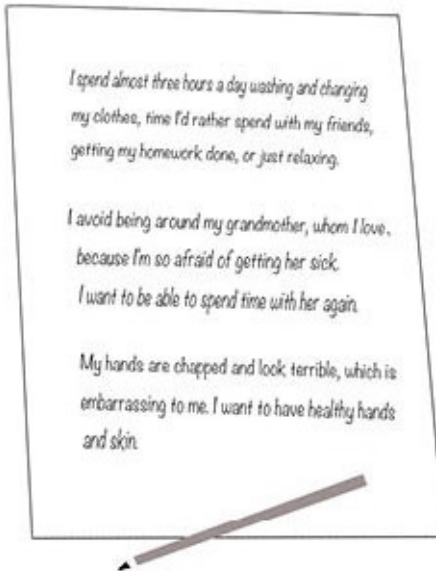 I spend almost three hours a day washing and changing
my clothes, time I'd rather spend with my friends,
getting my homework done, or just relaxing.
I avoid being around my grandmother, whom I love,
because I'm so afraid of getting her sick.
I want to be able to spend time with her again.
My hands are chapped and look terrible, which is
embarrassing to me. I want to have healthy hands
and skin.